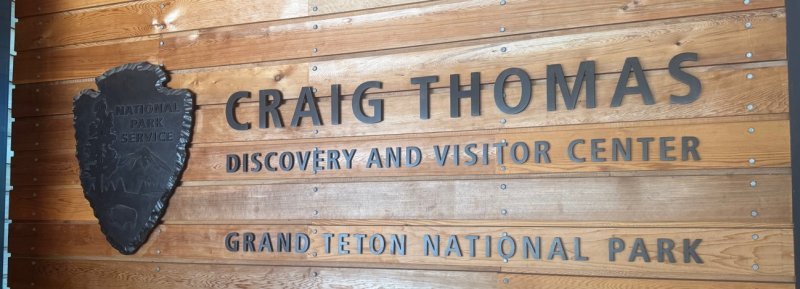 NATIONAL
PARK
SERVICE
CRAIG THOMAS
DISCOVERY AND VISITOR CENTER
GRAND TETON NATIONAL PARK